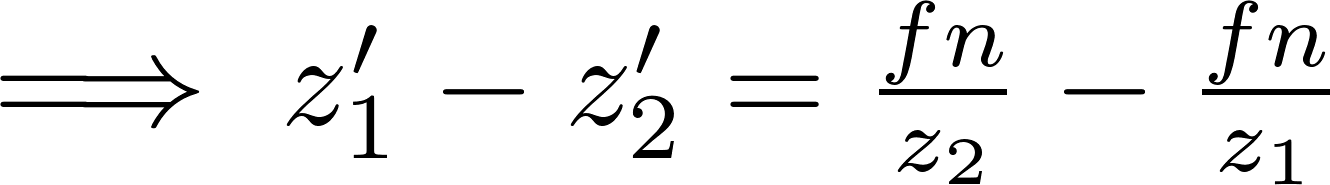 ⟹ z′₁ − z′₂ = fn/z₂ − fn/z₁